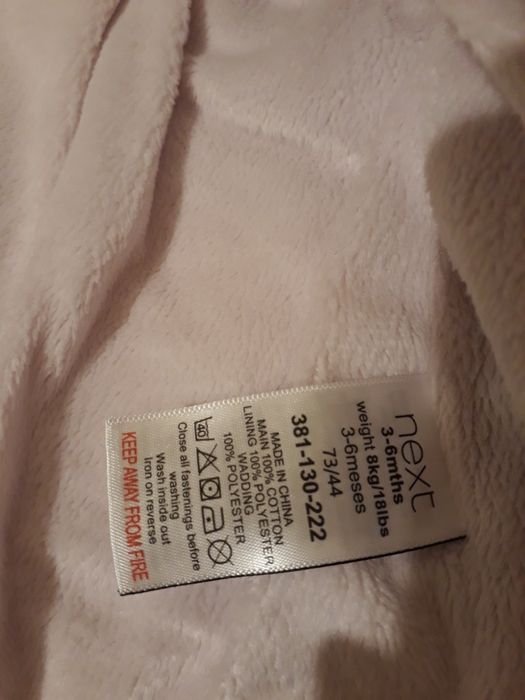 next
3-6mths
weight 8kg/18lbs
3-6meses
73/44
381-130-222
MADE IN CHINA
MAIN 100% COTTON
LINING 100% POLYESTER
WADDING
100% POLYESTER
40
Close all fastenings before
washing
Wash inside out
Iron on reverse
KEEP AWAY FROM FIRE